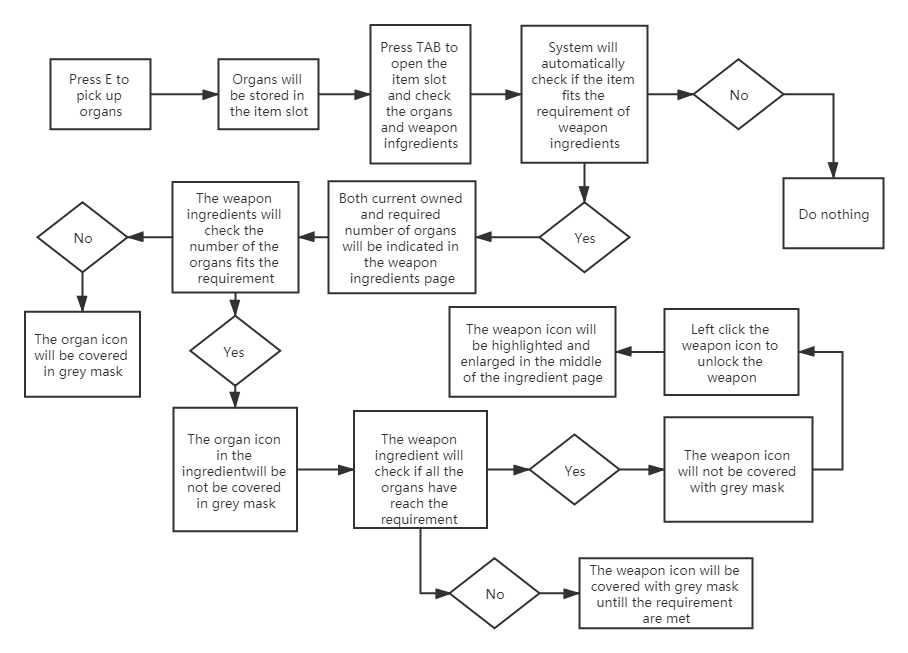 Press E to
pick up
organs
Organs will
be stored in
the item slot
Press TAB to
open the
item slot
and check
the organs
and weapon
infgredients
System will
automatically
check if the item
fits the
requirement of
weapon
ingredients
No
Do nothing
Yes
Both current owned
and required
number of organs
will be indicated in
the weapon
ingredients page
The weapon
ingredients will
check the
number of the
organs fits the
requirement
No
The organ icon
will be covered
in grey mask
Yes
The organ icon
in the
ingredientwill be
not be covered
in grey mask
The weapon
ingredient will
check if all the
organs have
reach the
requirement
Yes
The weapon icon
will not be covered
with grey mask
Left click the
weapon icon to
unlock the
weapon
The weapon icon will
be highlighted and
enlarged in the middle
of the ingredient page
No
The weapon icon will be
covered with grey mask
untill the requirement
are met